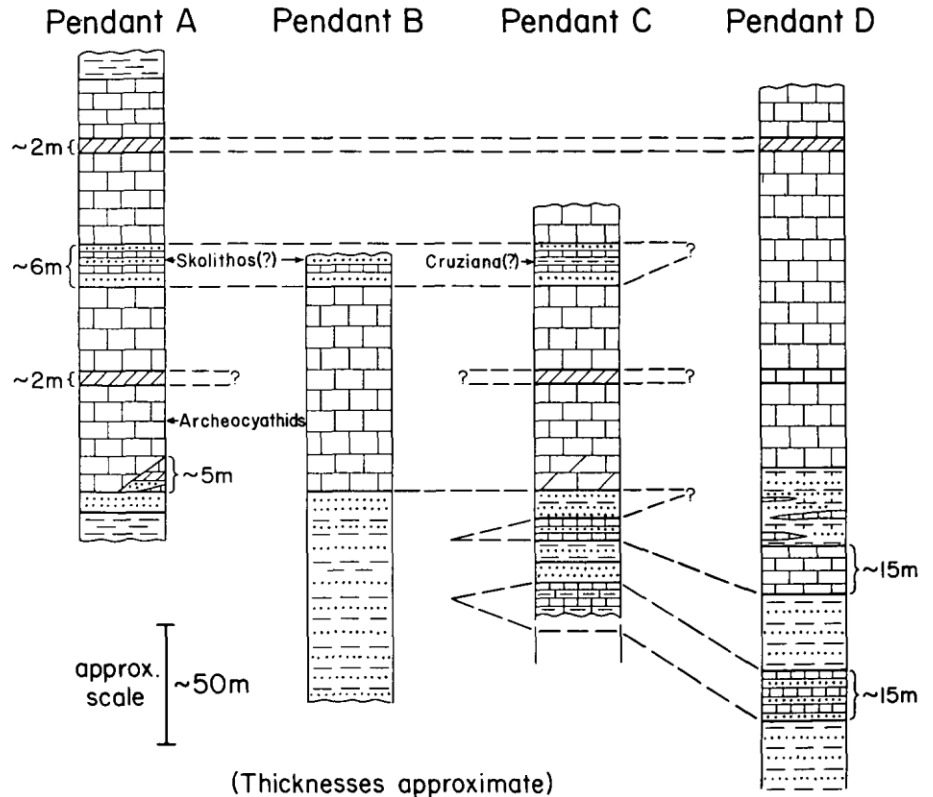 Pendant A Pendant B Pendant C Pendant D
~2m
~6m
Skolithos(?)
Cruziana(?)
?
~2m
?
?
?
Archeocyathids
~5m
?
~15m
approx.
scale
~50m
~15m
(Thicknesses approximate)